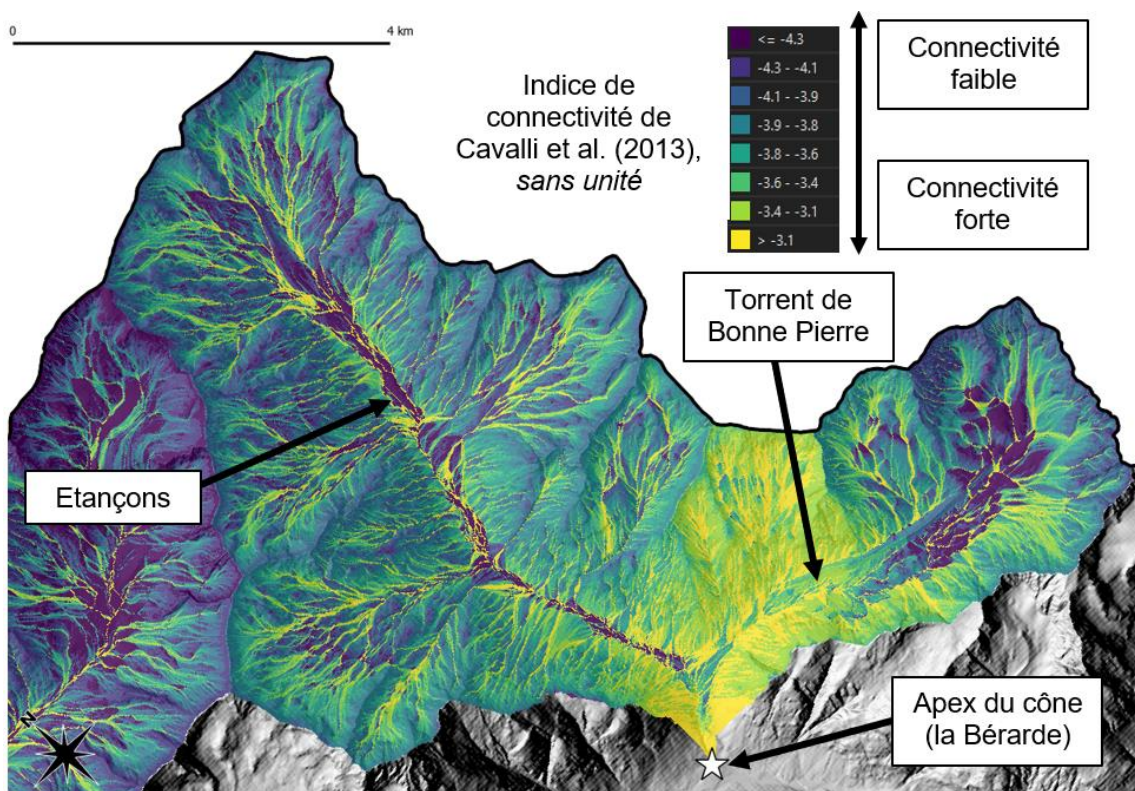 0
4 km
Indice de
connectivité de
Cavalli et al. (2013),
sans unité
<= -4.3
-4.3 - -4.1
-4.1 - -3.9
-3.9 - -3.8
-3.8 - -3.6
-3.6 - -3.4
-3.4 - -3.1
> -3.1
Connectivité
faible
Connectivité
forte
Torrent de
Bonne Pierre
Etançons
Apex du cône
(la Bérarde)
N